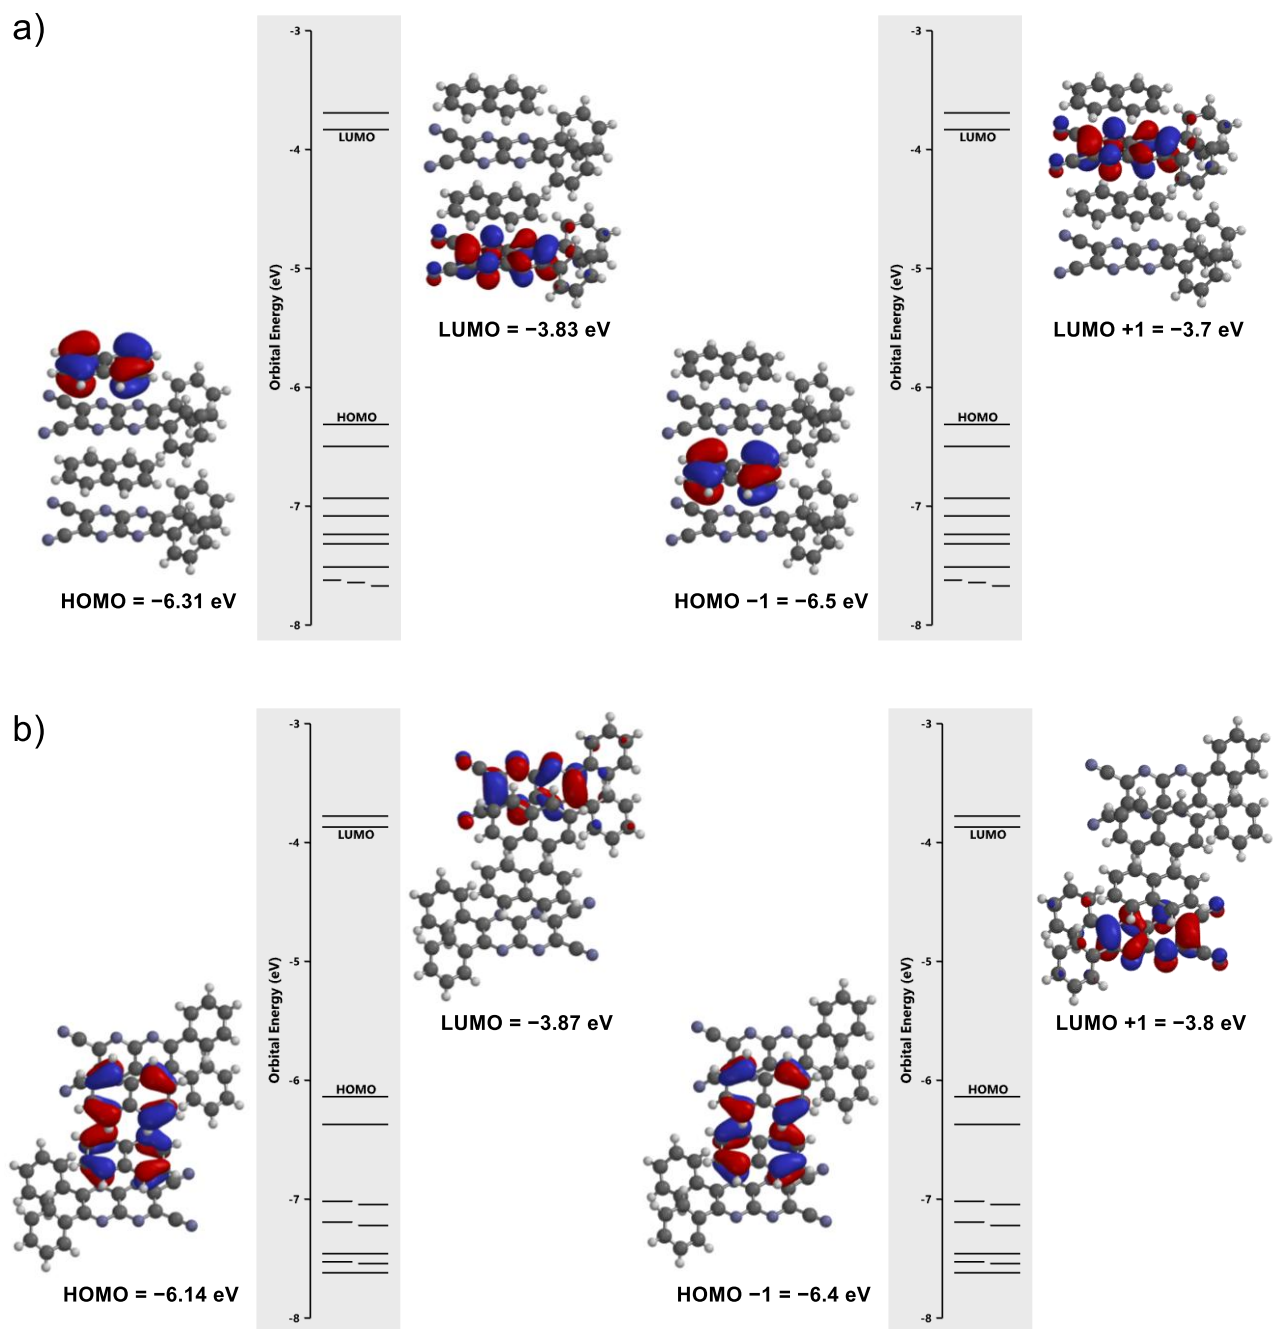 a)
-3
-4
-5
-6
-7
-8
Orbital Energy (eV)
LUMO
HOMO
LUMO = −3.83 eV
HOMO = −6.31 eV
-3
-4
-5
-6
-7
-8
Orbital Energy (eV)
LUMO
HOMO
LUMO +1 = −3.7 eV
HOMO −1 = −6.5 eV
b)
-3
-4
-5
-6
-7
-8
Orbital Energy (eV)
LUMO
HOMO
LUMO = −3.87 eV
HOMO = −6.14 eV
-3
-4
-5
-6
-7
-8
Orbital Energy (eV)
LUMO
HOMO
LUMO +1 = −3.8 eV
HOMO −1 = −6.4 eV